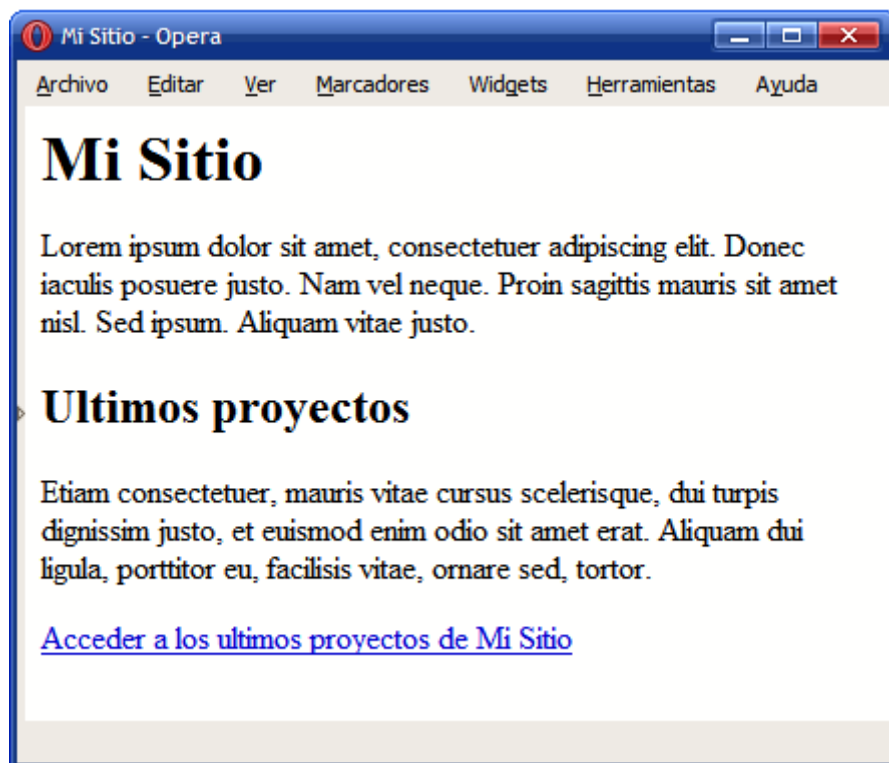 Mi Sitio - Opera
Archivo Editar Ver Marcadores Widgets Herramientas Ayuda
Mi Sitio
Lorem ipsum dolor sit amet, consectetuer adipiscing elit. Donec
iaculis posuere justo. Nam vel neque. Proin sagittis mauris sit amet
nisl. Sed ipsum. Aliquam vitae justo.
Ultimos proyectos
Etiam consectetuer, mauris vitae cursus scelerisque, dui turpis
dignissim justo, et euismod enim odio sit amet erat. Aliquam dui
ligula, porttitor eu, facilisis vitae, ornare sed, tortor.
Acceder a los ultimos proyectos de Mi Sitio